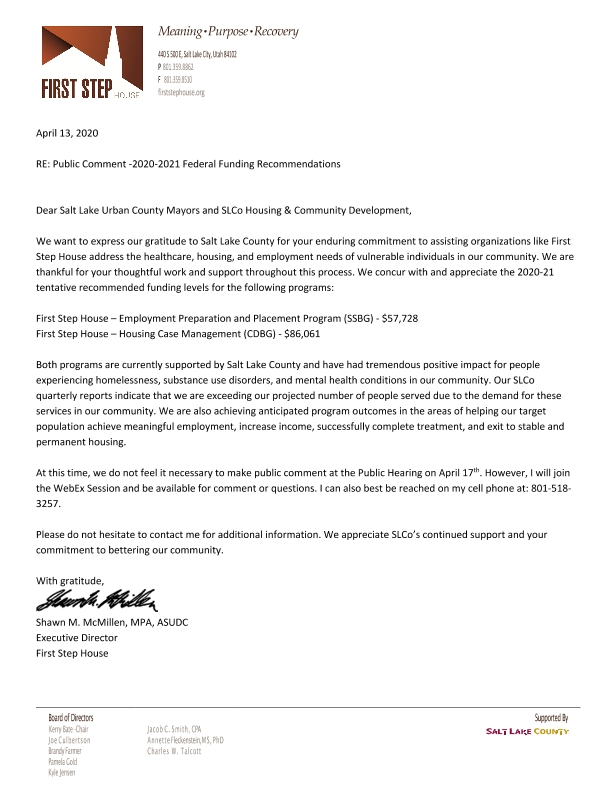 Meaning•Purpose•Recovery
440 S 500 E, Salt Lake City, Utah 84102
P 801.359.8862
F 801.359.8510
firststephouse.org
FIRST STEP HOUSE
April 13, 2020
RE: Public Comment -2020-2021 Federal Funding Recommendations
Dear Salt Lake Urban County Mayors and SLCo Housing & Community Development,
We want to express our gratitude to Salt Lake County for your enduring commitment to assisting organizations like First
Step House address the healthcare, housing, and employment needs of vulnerable individuals in our community. We are
thankful for your thoughtful work and support throughout this process. We concur with and appreciate the 2020-21
tentative recommended funding levels for the following programs:
First Step House – Employment Preparation and Placement Program (SSBG) - $57,728
First Step House – Housing Case Management (CDBG) - $86,061
Both programs are currently supported by Salt Lake County and have had tremendous positive impact for people
experiencing homelessness, substance use disorders, and mental health conditions in our community. Our SLCo
quarterly reports indicate that we are exceeding our projected number of people served due to the demand for these
services in our community. We are also achieving anticipated program outcomes in the areas of helping our target
population achieve meaningful employment, increase income, successfully complete treatment, and exit to stable and
permanent housing.
At this time, we do not feel it necessary to make public comment at the Public Hearing on April 17th. However, I will join
the WebEx Session and be available for comment or questions. I can also best be reached on my cell phone at: 801-518-
3257.
Please do not hesitate to contact me for additional information. We appreciate SLCo's continued support and your
commitment to bettering our community.
With gratitude,
Shawn M. McMillen
Shawn M. McMillen, MPA, ASUDC
Executive Director
First Step House
Board of Directors
Kerry Bate -Chair
Joe Culbertson
Brandy Farmer
Pamela Gold
Kyle Jensen
Jacob C. Smith, CPA
Annette Fleckenstein, MS, PhD
Charles W. Talcott
Supported By
SALT LAKE COUNTY